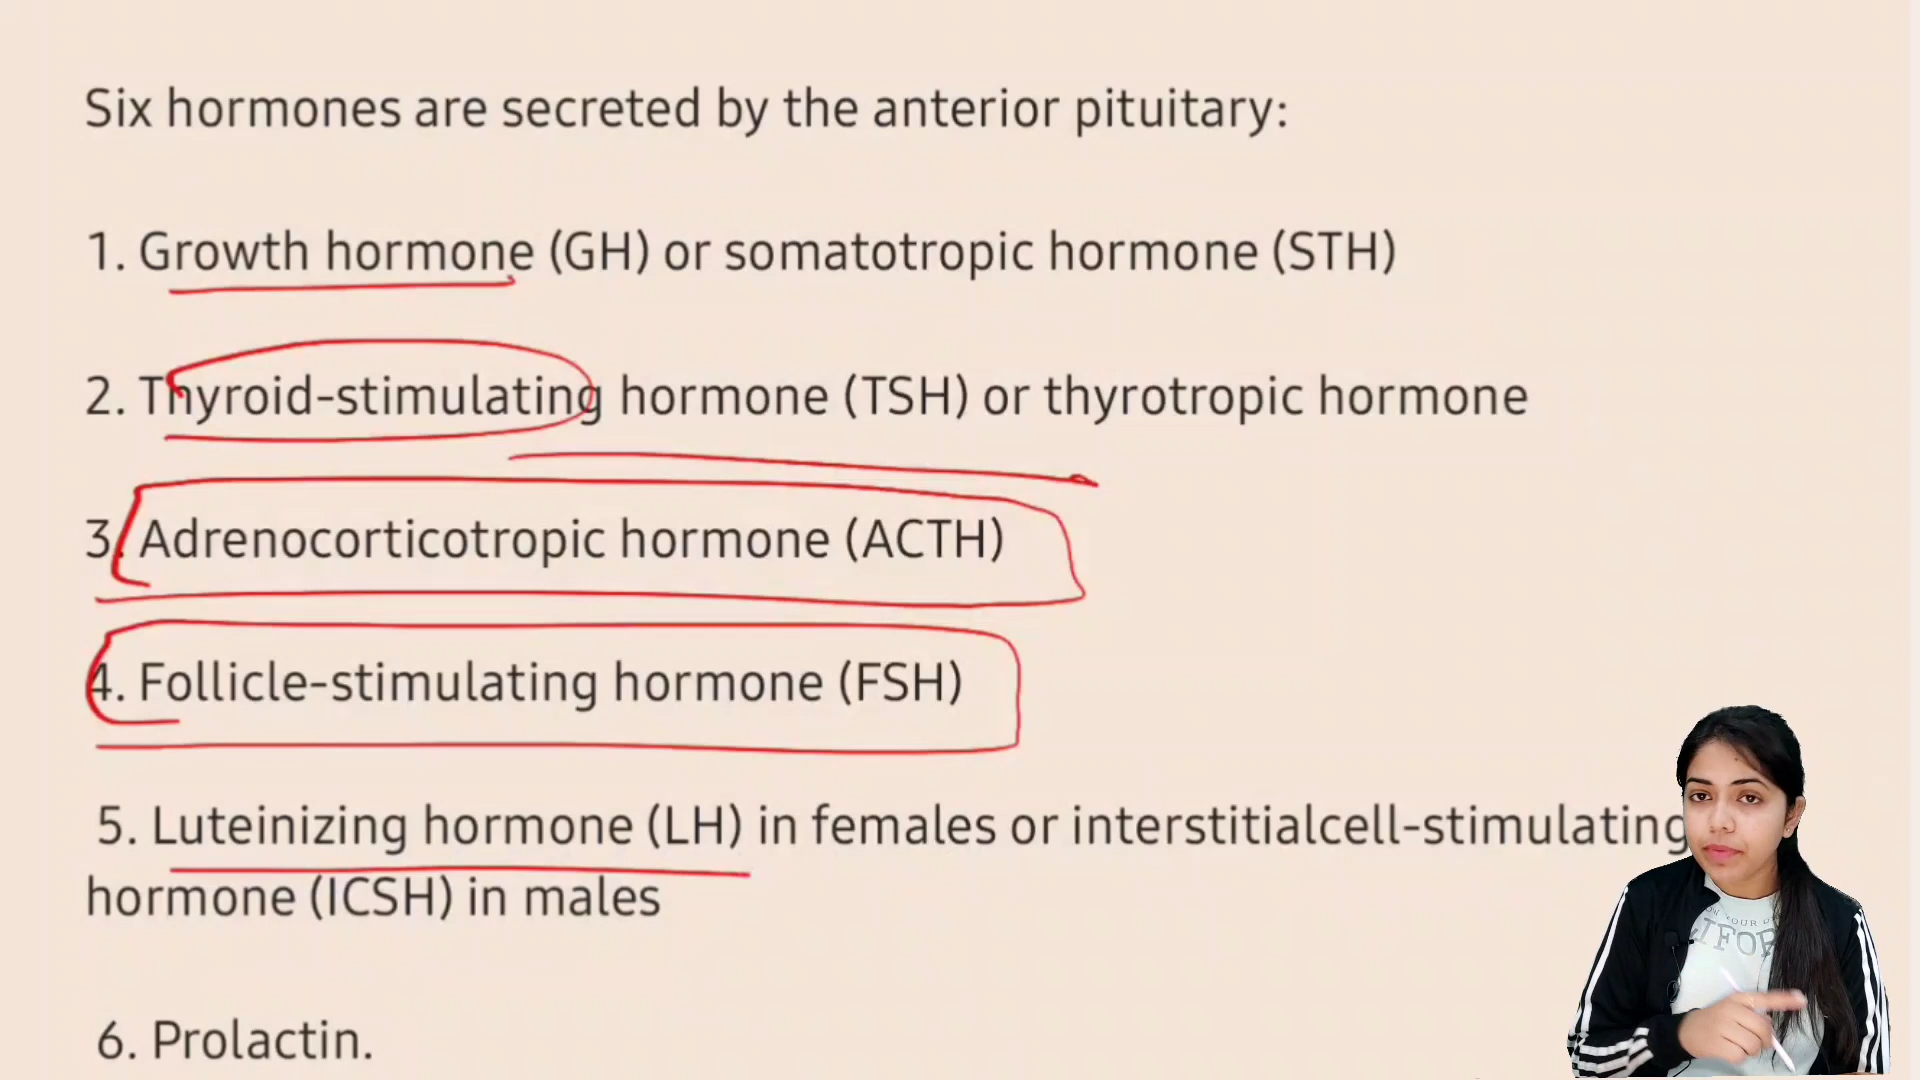 Six hormones are secreted by the anterior pituitary:
1. Growth hormone (GH) or somatotropic hormone (STH)
2. Thyroid-stimulating hormone (TSH) or thyrotropic hormone
3. Adrenocorticotropic hormone (ACTH)
4. Follicle-stimulating hormone (FSH)
5. Luteinizing hormone (LH) in females or interstitialcell-stimulating
hormone (ICSH) in males
6. Prolactin.